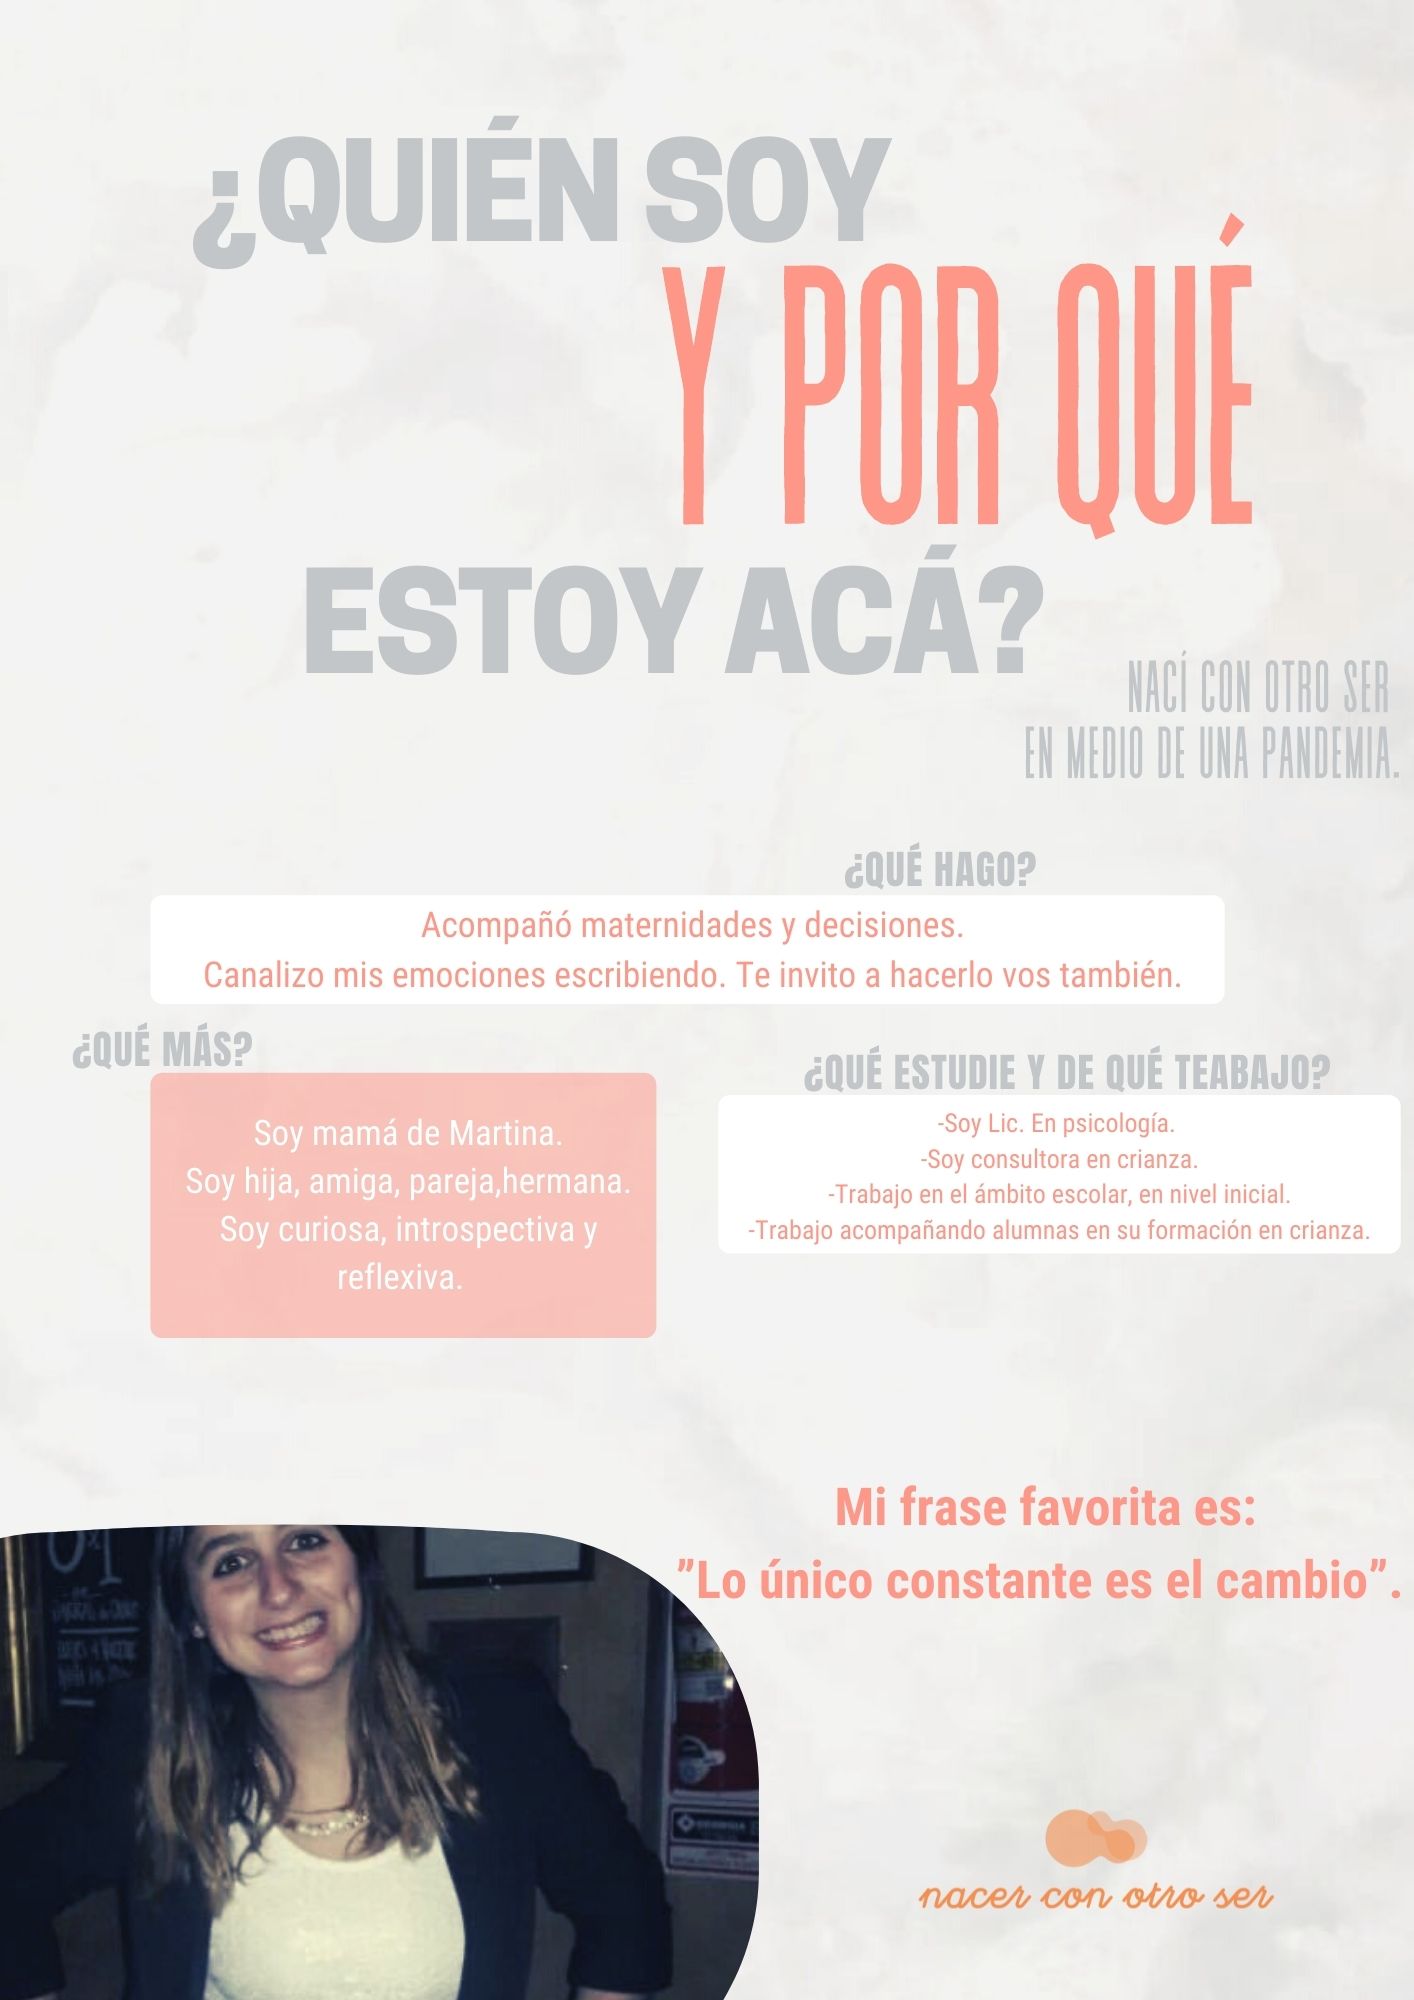 ¿QUIÉN SOY
Y POR QUÉ
ESTOY ACÁ?
NACÍ CON OTRO SER
EN MEDIO DE UNA PANDEMIA.
¿QUÉ HAGO?
Acompañó maternidades y decisiones.
Canalizo mis emociones escribiendo. Te invito a hacerlo vos también.
¿QUÉ MÁS?
Soy mamá de Martina.
Soy hija, amiga, pareja,hermana.
Soy curiosa, introspectiva y
reflexiva.
¿QUÉ ESTUDIE Y DE QUÉ TEABAJO?
-Soy Lic. En psicología.
-Soy consultora en crianza.
-Trabajo en el ámbito escolar, en nivel inicial.
-Trabajo acompañando alumnas en su formación en crianza.
Mi frase favorita es:
”Lo único constante es el cambio”.
nacer con otro ser